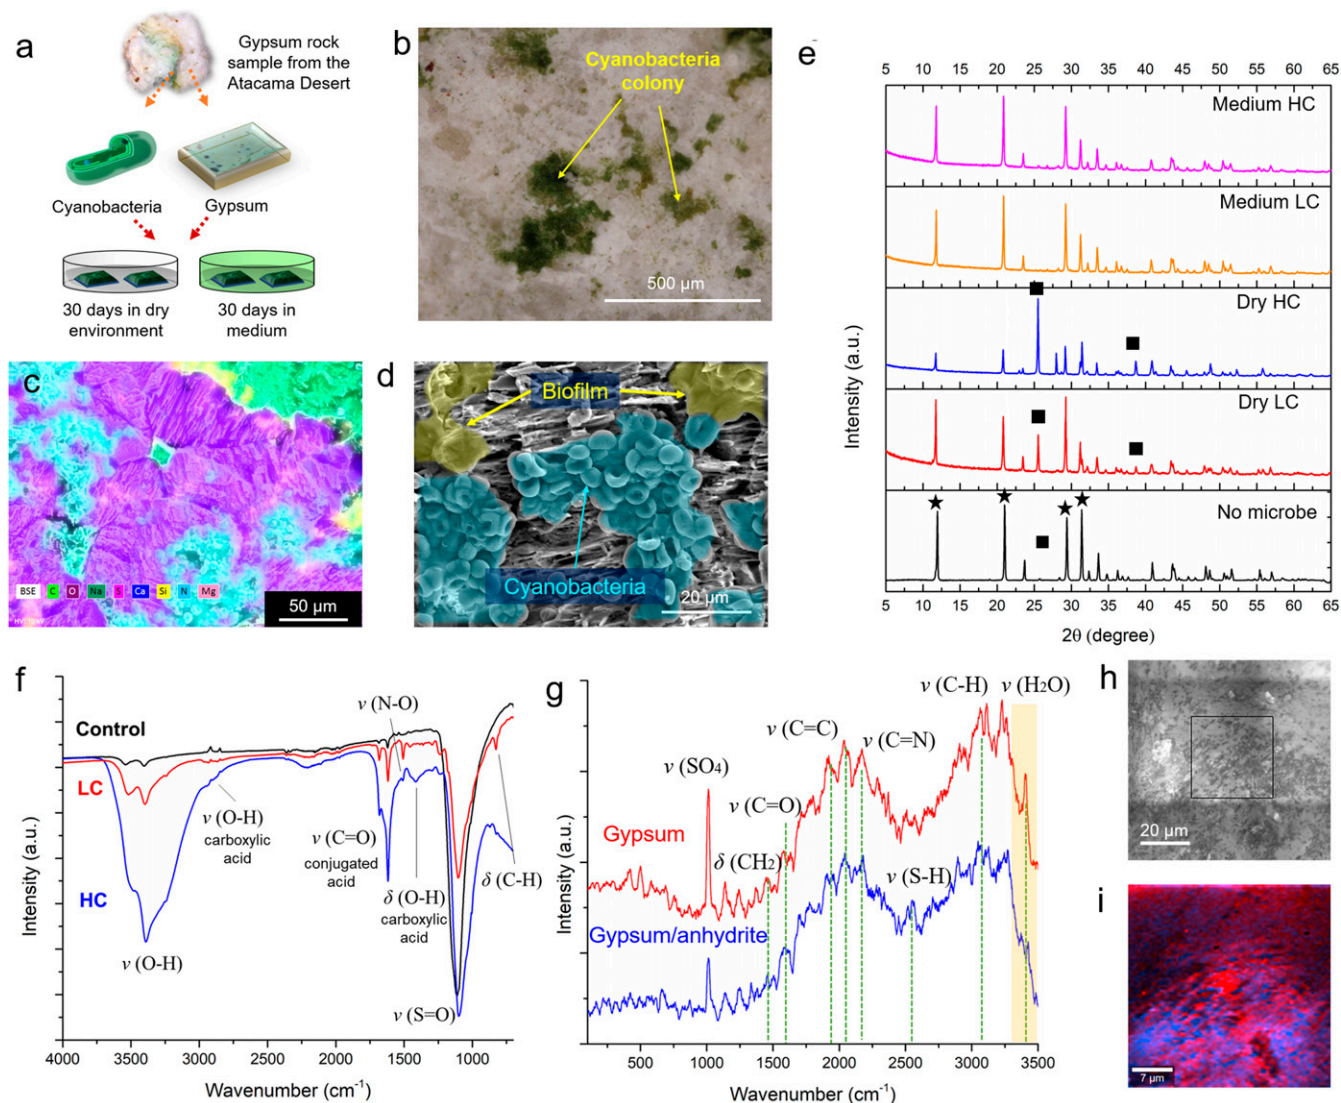 a
Gypsum rock
sample from the
Atacama Desert
Cyanobacteria
Gypsum
30 days in dry
environment
30 days in
medium
b
Cyanobacteria
colony
500 µm
c
BSE C O Na S Ca Si N Mg
50 µm
d
Biofilm
Cyanobacteria
20 µm
e
5 10 15 20 25 30 35 40 45 50 55 60 65
Medium HC
Medium LC
Dry HC
Dry LC
No microbe
Intensity (a.u.)
5 10 15 20 25 30 35 40 45 50 55 60 65
2θ (degree)
f
Control
LC
HC
ν (N-O)
ν (O-H)
carboxylic
acid
ν (C=O)
conjugated
acid
δ (O-H)
carboxylic
acid
δ (C-H)
ν (O-H)
ν (S=O)
Intensity (a.u.)
4000 3500 3000 2500 2000 1500 1000
Wavenumber (cm⁻¹)
g
ν (C-H)
ν (H₂O)
ν (C=C)
ν (C=N)
ν (SO₄)
ν (C=O)
Gypsum
δ (CH₂)
ν (S-H)
Gypsum/anhydrite
Intensity (a.u.)
500 1000 1500 2000 2500 3000 3500
Wavenumber (cm⁻¹)
h
20 µm
i
7 µm